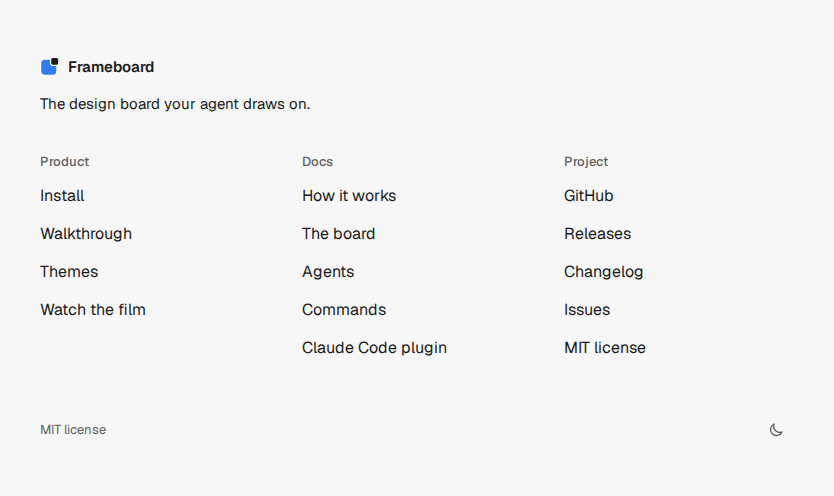 Frameboard
The design board your agent draws on.
Product
Install
Walkthrough
Themes
Watch the film
Docs
How it works
The board
Agents
Commands
Claude Code plugin
Project
GitHub
Releases
Changelog
Issues
MIT license
MIT license